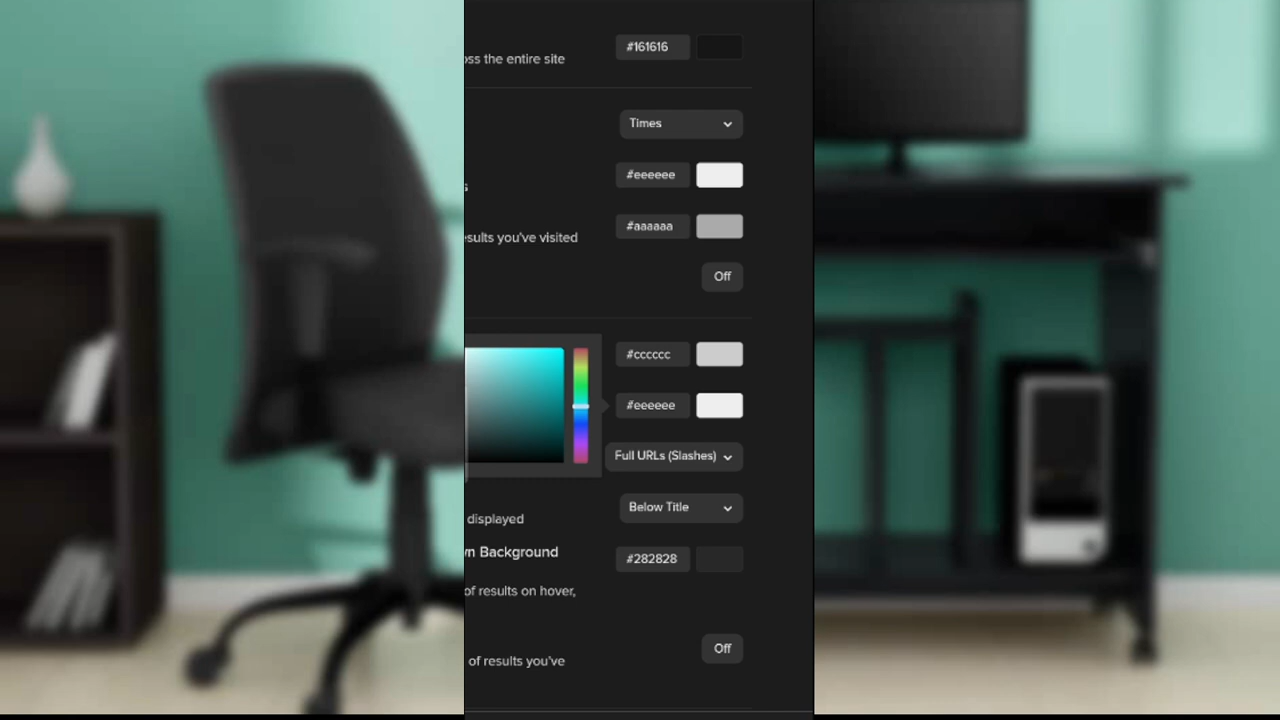 #161616
oss the entire site
Times
#eeeeee
s
#aaaaaa
esults you've visited
Off
#cccccc
#eeeeee
Full URLs (Slashes)
Below Title
displayed
wn Background
#282828
of results on hover,
Off
of results you've